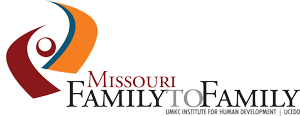 MISSOURI
FAMILYTOFAMILY
UMKC INSTITUTE FOR HUMAN DEVELOPMENT | UCEDD